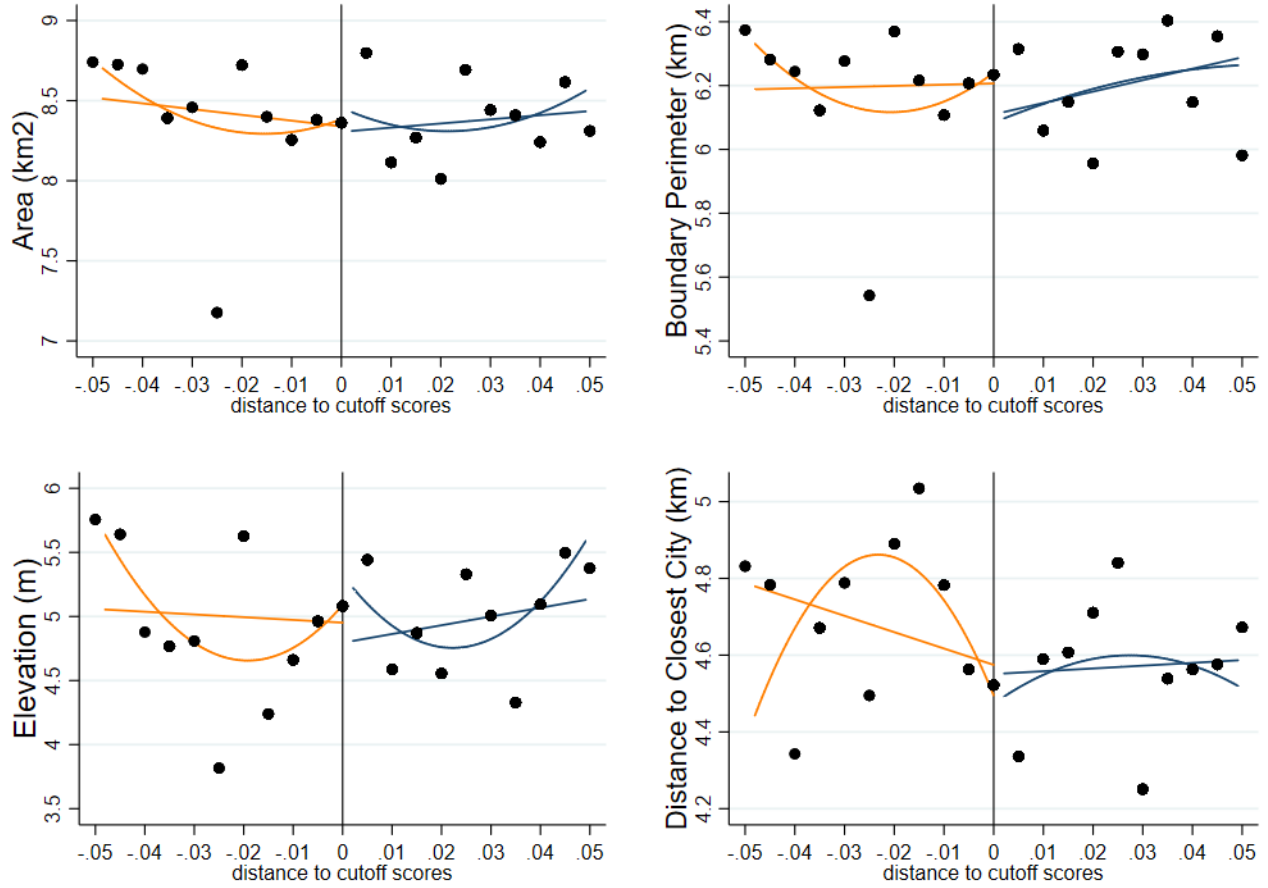 Area (km2)
9
8.5
8
7.5
7
-.05 -.04 -.03 -.02 -.01 0 .01 .02 .03 .04 .05
distance to cutoff scores
Boundary Perimeter (km)
6.4
6.2
6
5.8
5.6
5.4
-.05 -.04 -.03 -.02 -.01 0 .01 .02 .03 .04 .05
distance to cutoff scores
Elevation (m)
6
5.5
5
4.5
4
3.5
-.05 -.04 -.03 -.02 -.01 0 .01 .02 .03 .04 .05
distance to cutoff scores
Distance to Closest City (km)
5
4.8
4.6
4.4
4.2
-.05 -.04 -.03 -.02 -.01 0 .01 .02 .03 .04 .05
distance to cutoff scores